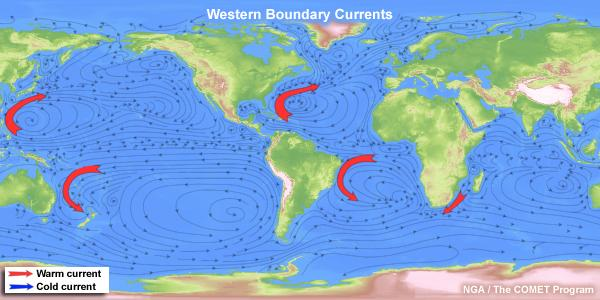 Western Boundary Currents
Warm current
Cold current
NGA / The COMET Program